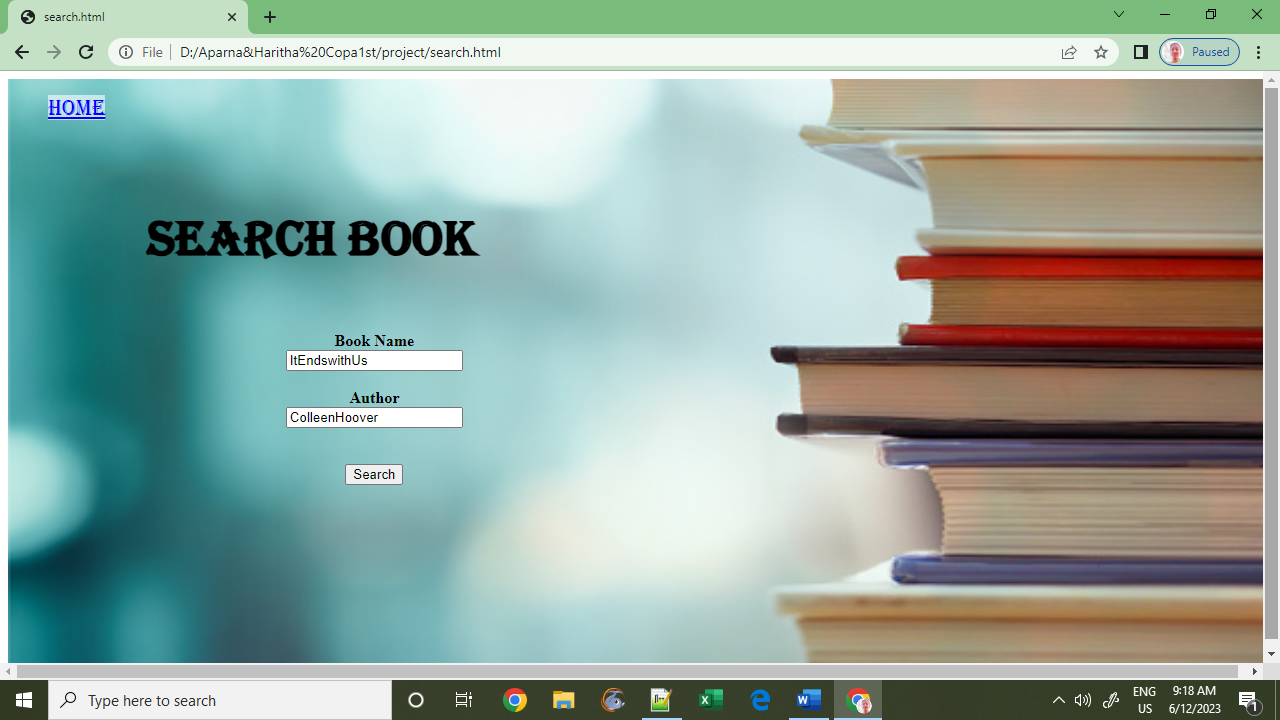 search.html
File D:/Aparna&Haritha%20Copa1st/project/search.html
Paused
HOME
SEARCH BOOK
Book Name
ItEndswithUs
Author
ColleenHoover
Search
Type here to search
ENG
US
9:18 AM
6/12/2023
1